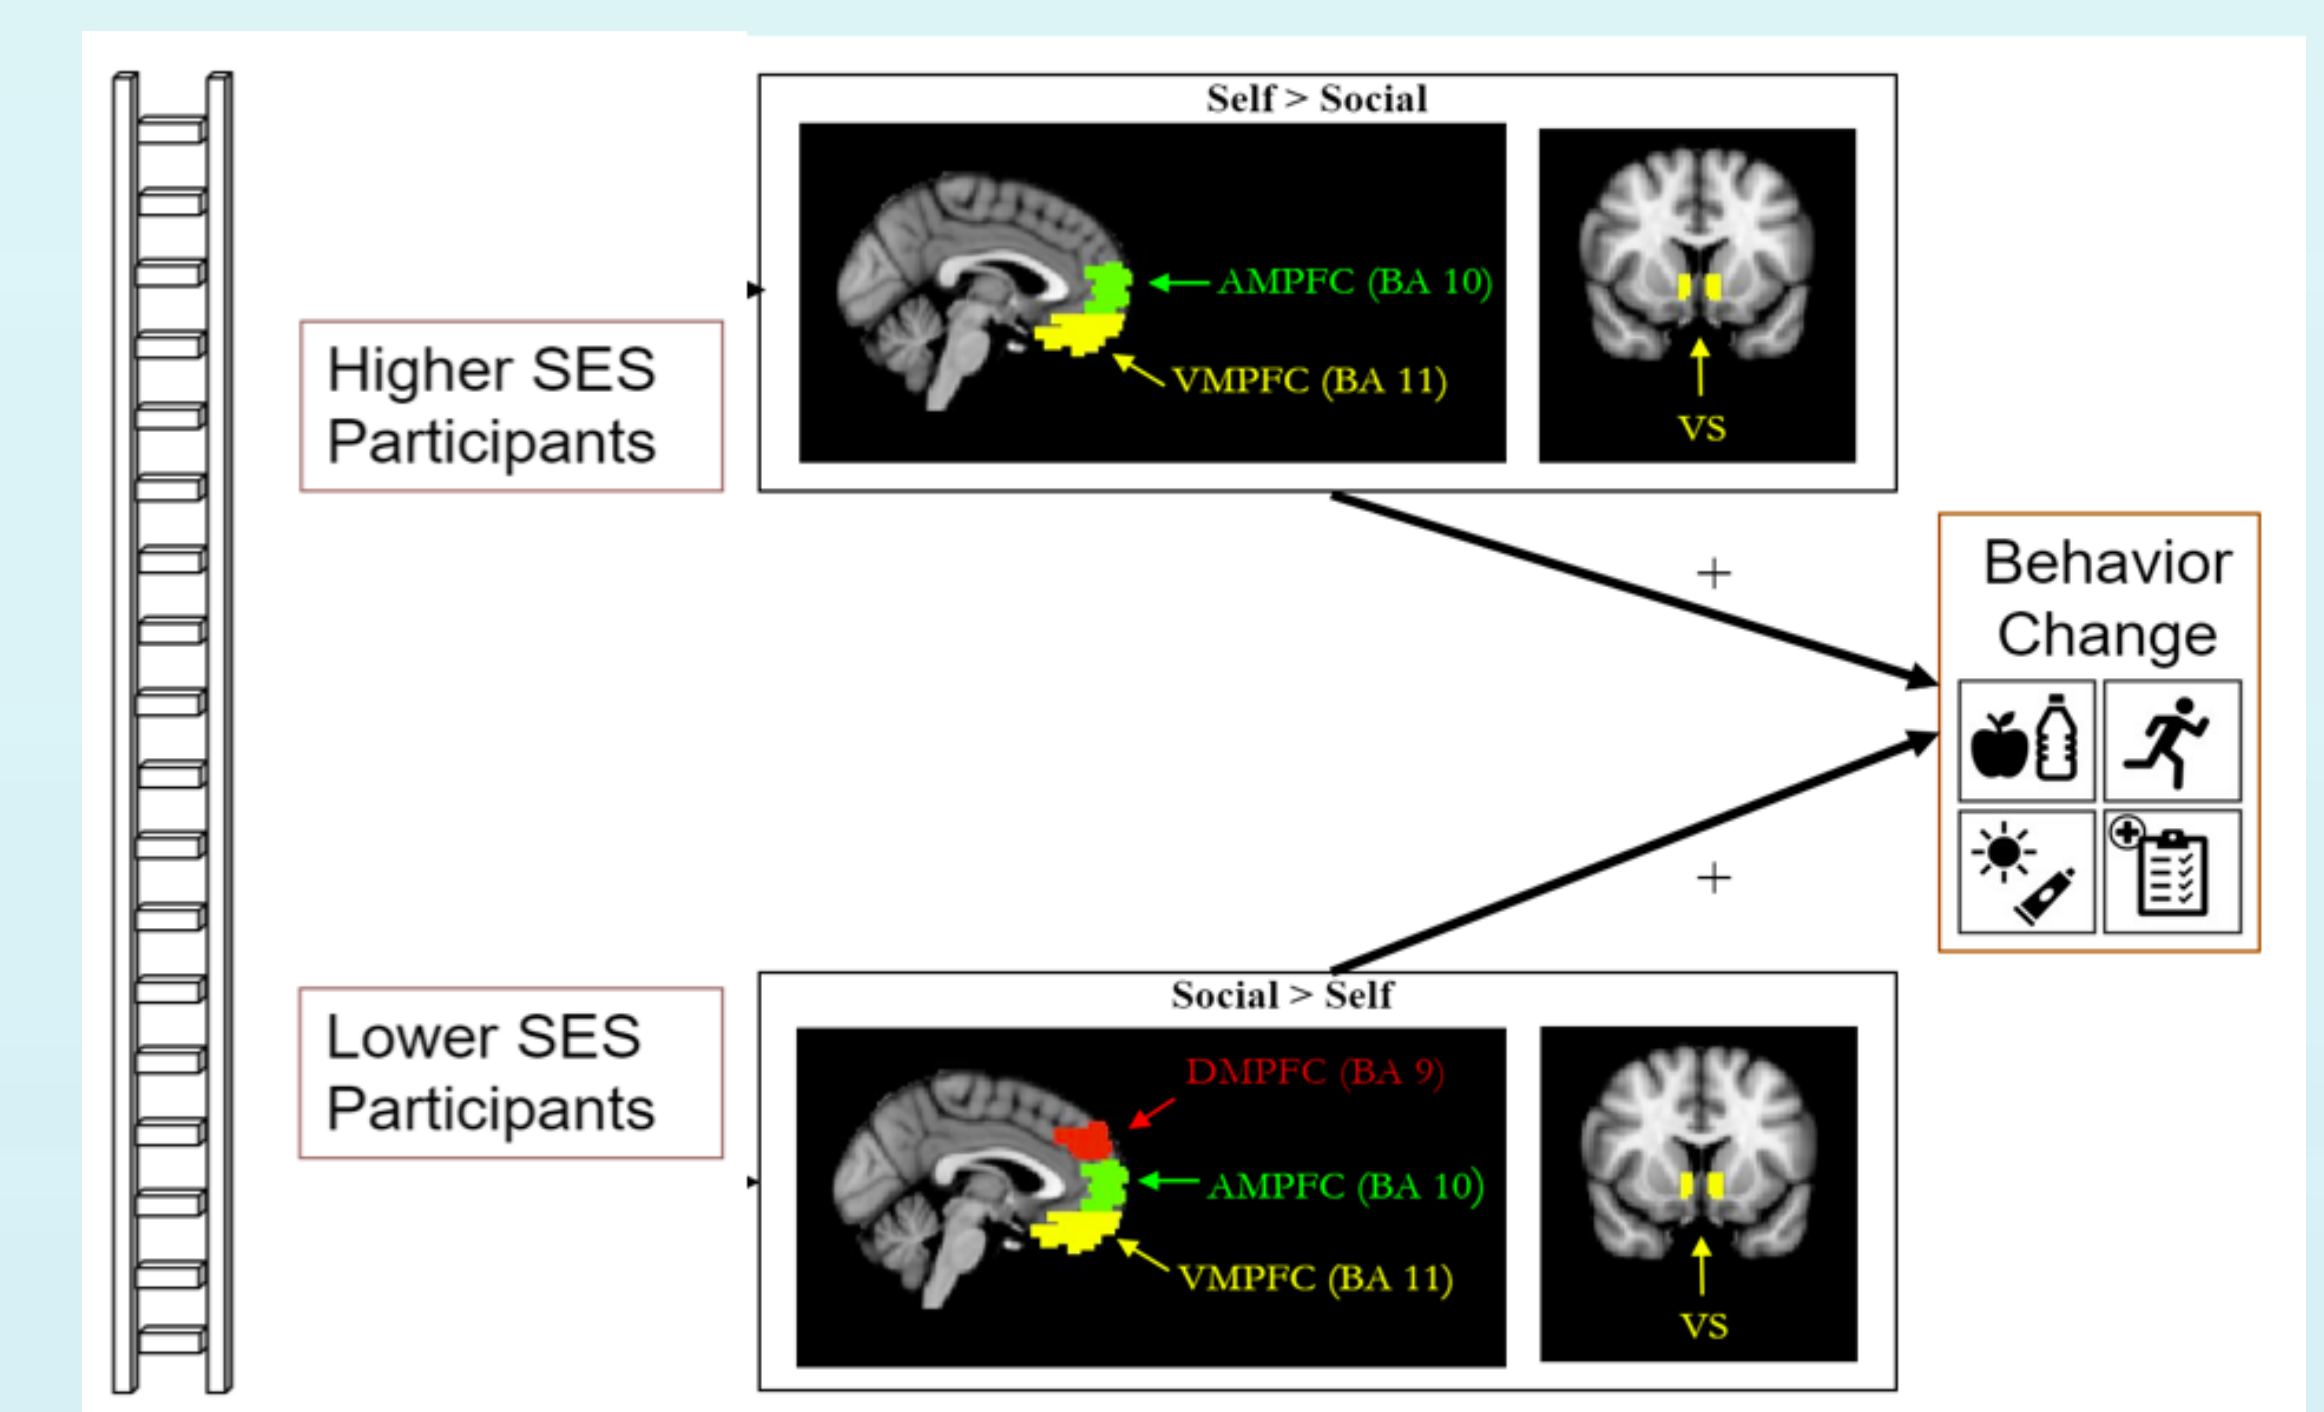 Self > Social
AMPFC (BA 10)
VMPFC (BA 11)
VS
Higher SES
Participants
+
Behavior
Change
+
Social > Self
DMPFC (BA 9)
AMPFC (BA 10)
VMPFC (BA 11)
VS
Lower SES
Participants